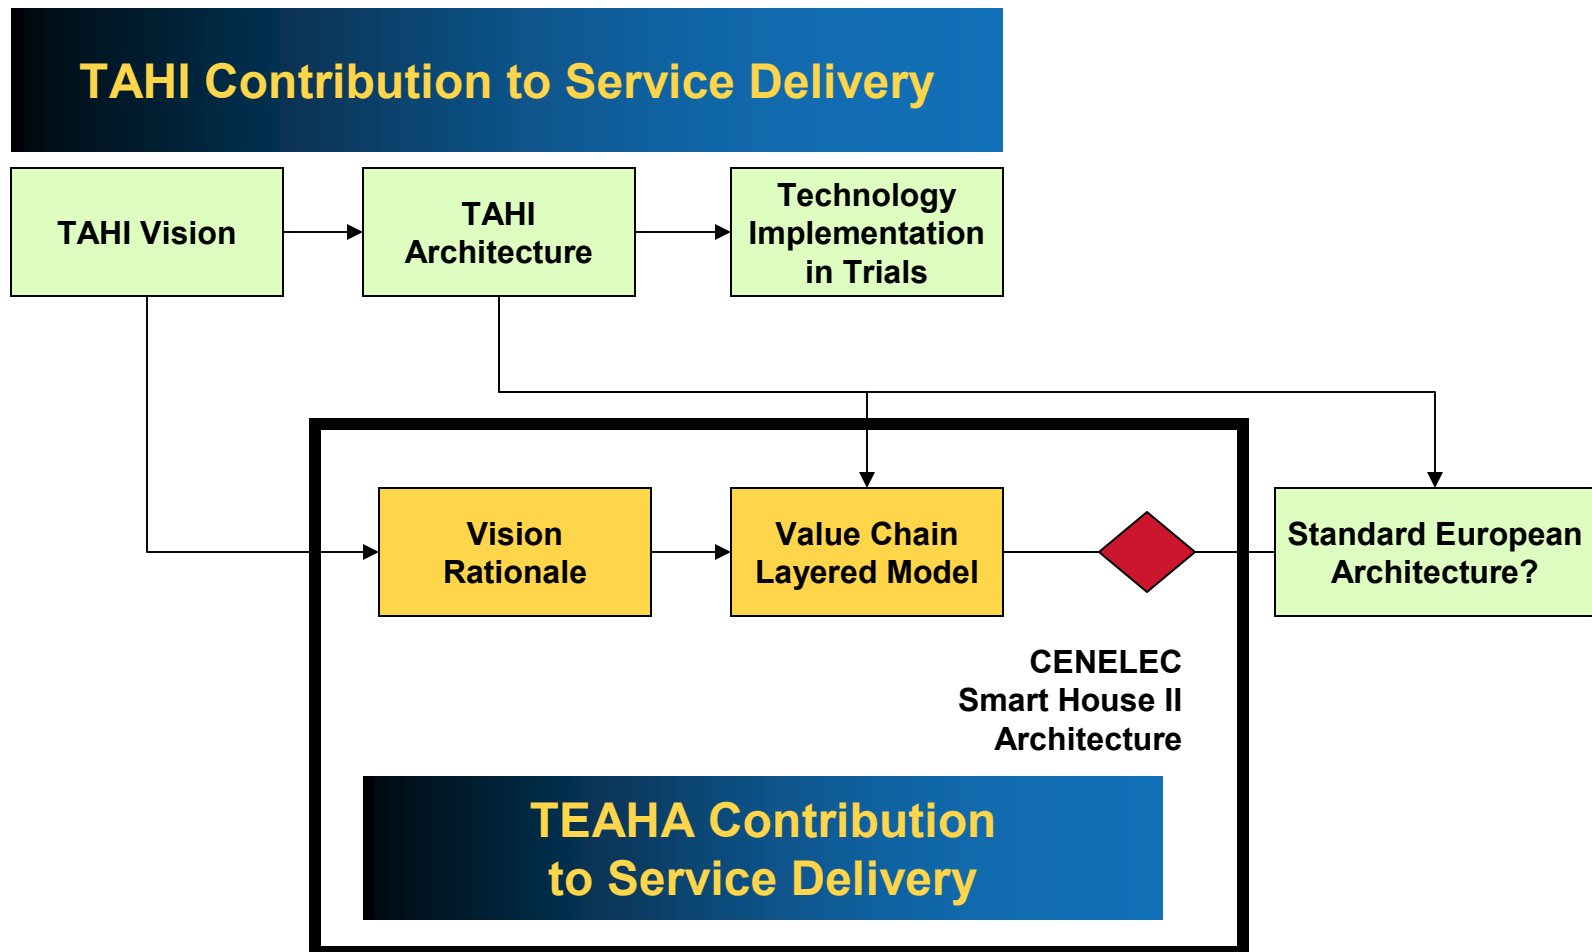 TAHI Contribution to Service Delivery
TAHI Vision
TAHI
Architecture
Technology
Implementation
in Trials
Vision
Rationale
Value Chain
Layered Model
Standard European
Architecture?
CENELEC
Smart House II
Architecture
TEAHA Contribution
to Service Delivery